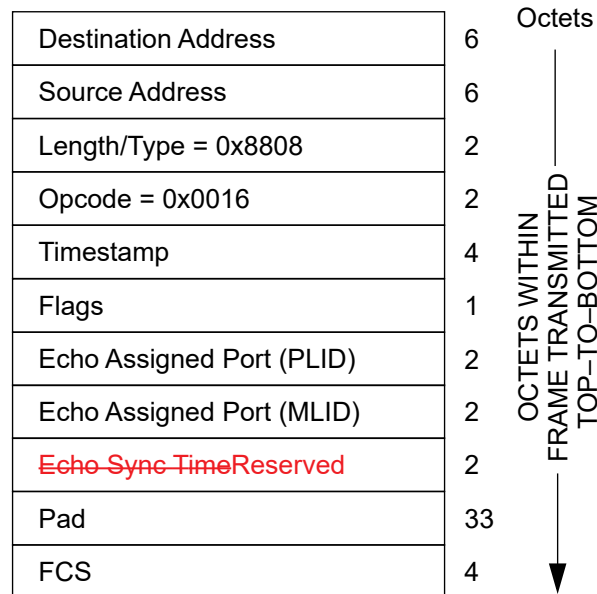 Octets
Destination Address 6
Source Address 6
Length/Type = 0x8808 2
Opcode = 0x0016 2
Timestamp 4
Flags 1
Echo Assigned Port (PLID) 2
Echo Assigned Port (MLID) 2
Echo Sync TimeReserved 2
Pad 33
FCS 4
OCTETS WITHIN
FRAME TRANSMITTED
TOP–TO–BOTTOM